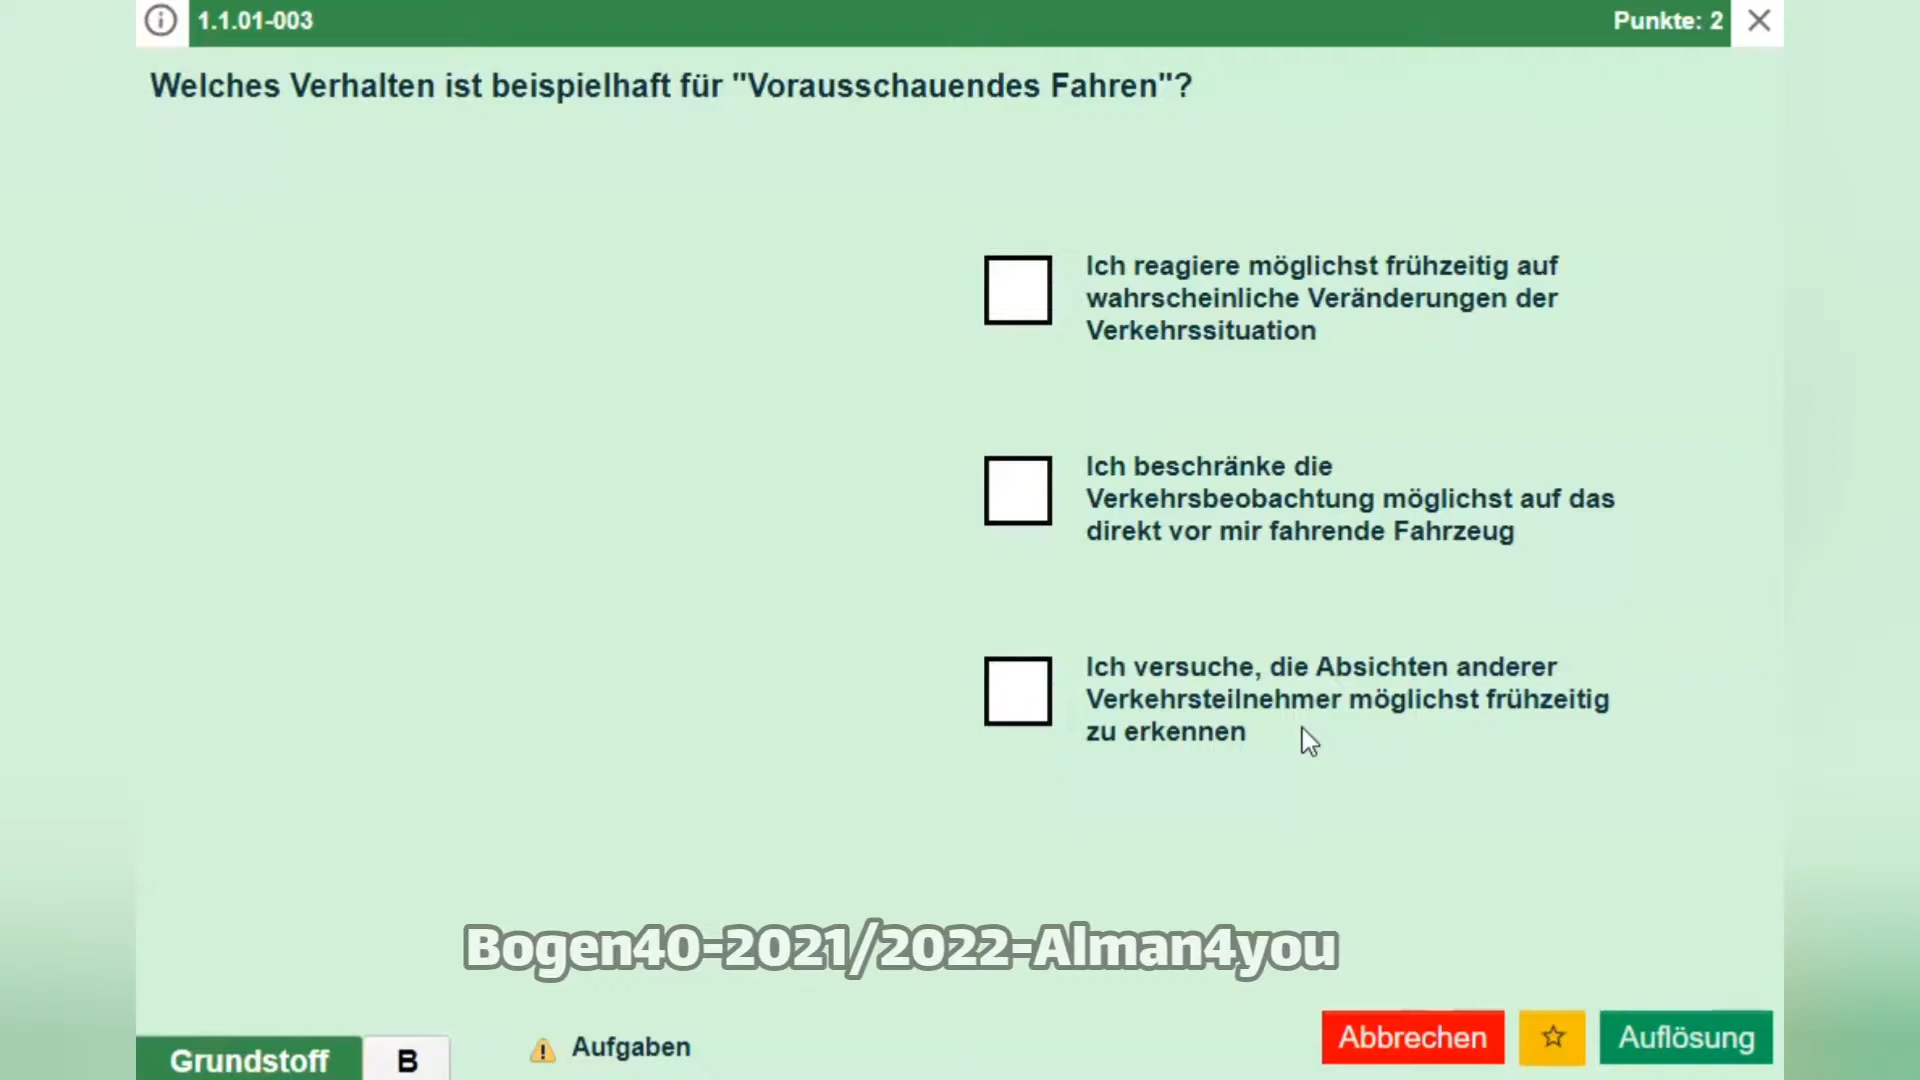 1.1.01-003
Punkte: 2
Welches Verhalten ist beispielhaft für "Vorausschauendes Fahren"?
Ich reagiere möglichst frühzeitig auf
wahrscheinliche Veränderungen der
Verkehrssituation
Ich beschränke die
Verkehrsbeobachtung möglichst auf das
direkt vor mir fahrende Fahrzeug
Ich versuche, die Absichten anderer
Verkehrsteilnehmer möglichst frühzeitig
zu erkennen
Bogen40-2021/2022-Alman4you
Grundstoff
B
Aufgaben
Abbrechen
Auflösung